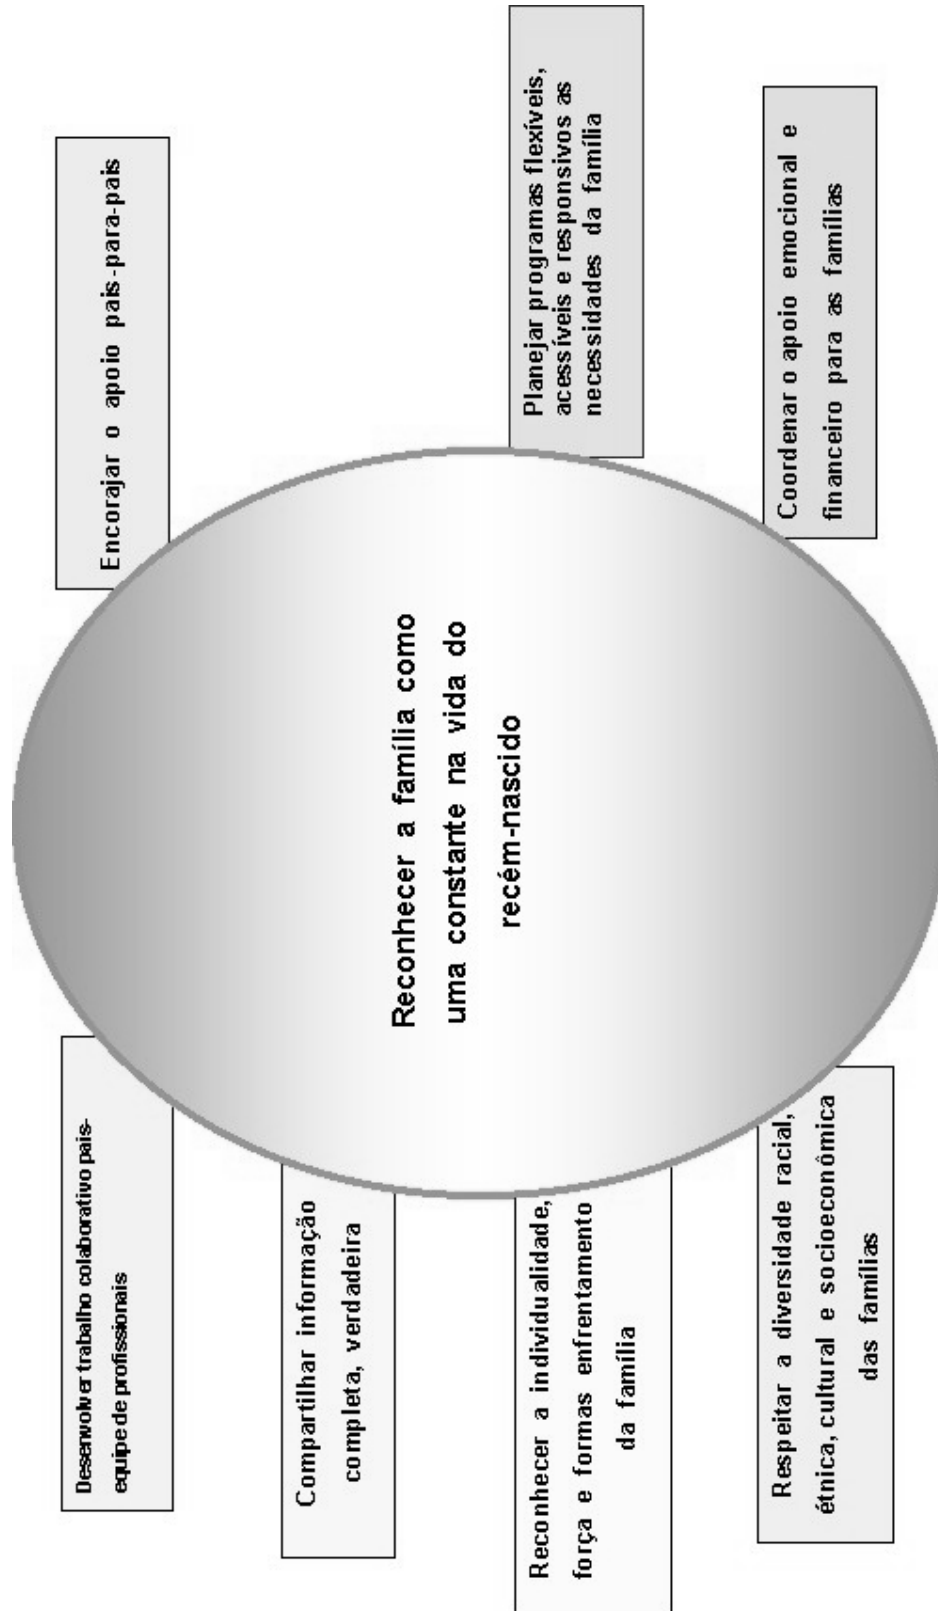 Desenvolver trabalho colaborativo pais-
equipe de profissionais
Encorajar o apoio pais-para-pais
Compartilhar informação
completa, verdadeira
Reconhecer a família como
uma constante na vida do
recém-nascido
Reconhecer a individualidade,
força e formas enfrentamento
da família
Planejar programas flexíveis,
acessíveis e responsivos as
necessidades da família
Respeitar a diversidade racial,
étnica, cultural e socioeconômica
das famílias
Coordenar o apoio emocional e
financeiro para as famílias